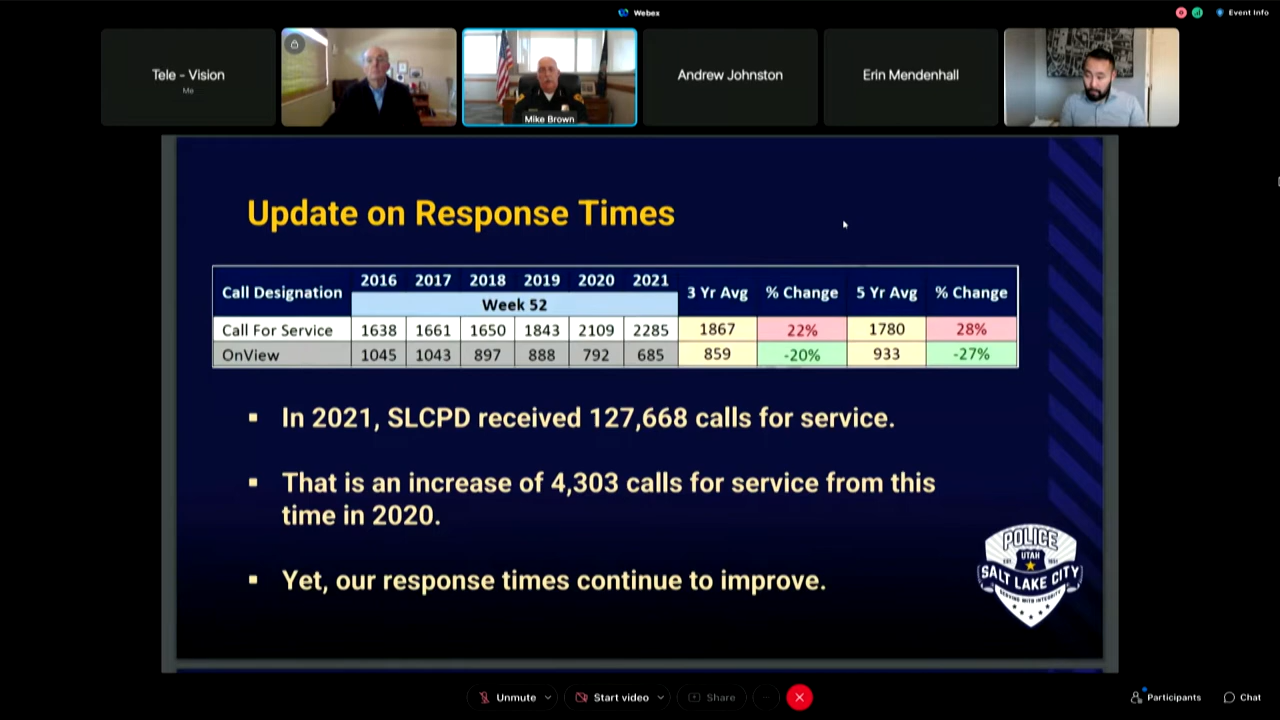 Webex
Event Info
Tele - Vision
Me
Mike Brown
Andrew Johnston
Erin Mendenhall
Update on Response Times
Call Designation 2016 2017 2018 2019 2020 2021 3 Yr Avg % Change 5 Yr Avg % Change
Week 52
Call For Service 1638 1661 1650 1843 2109 2285 1867 22% 1780 28%
OnView 1045 1043 897 888 792 685 859 -20% 933 -27%
▪ In 2021, SLCPD received 127,668 calls for service.
▪ That is an increase of 4,303 calls for service from this
time in 2020.
▪ Yet, our response times continue to improve.
POLICE
UTAH
SALT LAKE CITY
SERVING WITH INTEGRITY
Unmute
Start video
Share
Participants
Chat